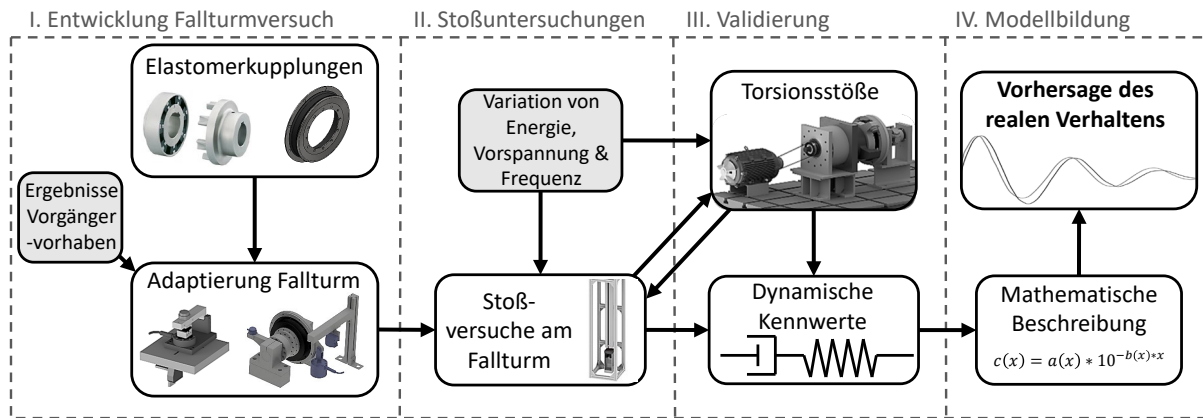 I. Entwicklung Fallturmversuch
II. Stoßuntersuchungen
III. Validierung
IV. Modellbildung
Elastomerkupplungen
Ergebnisse
Vorgänger
-vorhaben
Adaptierung Fallturm
Variation von
Energie,
Vorspannung &
Frequenz
Stoß-
versuche am
Fallturm
Torsionsstöße
Dynamische
Kennwerte
Vorhersage des
realen Verhaltens
Mathematische
Beschreibung
c(x) = a(x) ∗ 10^{−b(x)∗x}